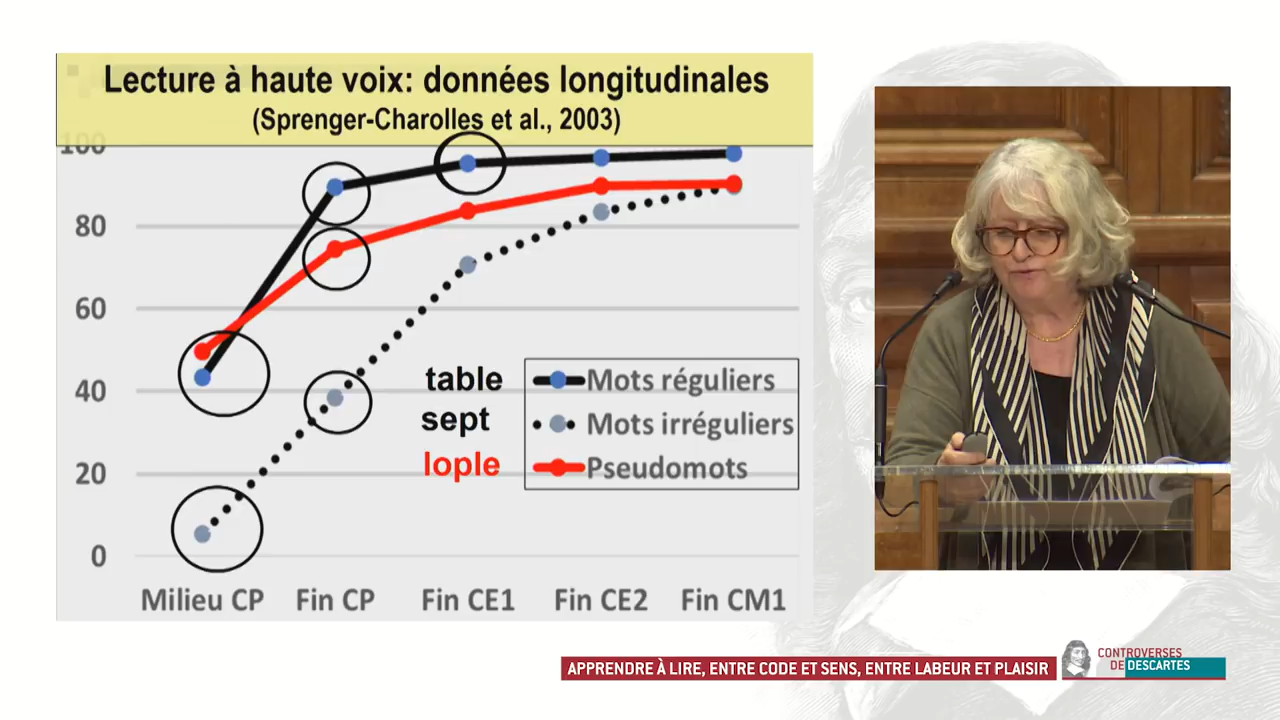 Lecture à haute voix: données longitudinales
(Sprenger-Charolles et al., 2003)
100
80
60
40
20
0
table
sept
lople
Mots réguliers
Mots irréguliers
Pseudomots
Milieu CP Fin CP Fin CE1 Fin CE2 Fin CM1
APPRENDRE À LIRE, ENTRE CODE ET SENS, ENTRE LABEUR ET PLAISIR
CONTROVERSES
DE DESCARTES